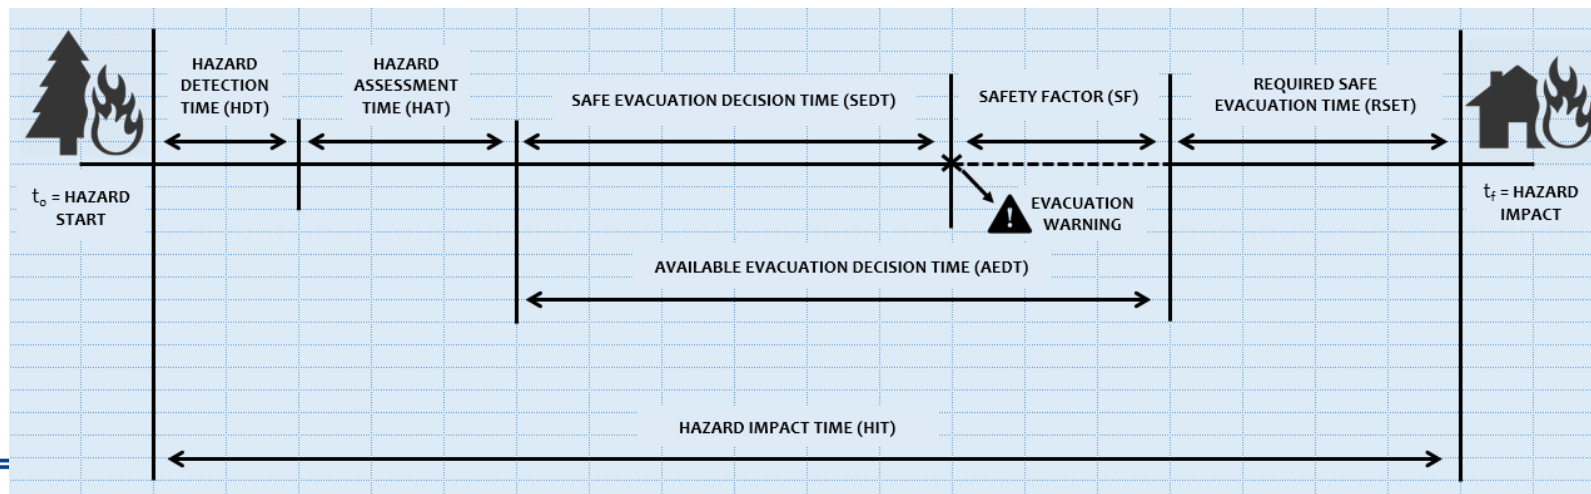 HAZARD
DETECTION
TIME (HDT)
HAZARD
ASSESSMENT
TIME (HAT)
SAFE EVACUATION DECISION TIME (SEDT)
SAFETY FACTOR (SF)
REQUIRED SAFE
EVACUATION TIME (RSET)
t₀ = HAZARD
START
!
EVACUATION
WARNING
t_f = HAZARD
IMPACT
AVAILABLE EVACUATION DECISION TIME (AEDT)
HAZARD IMPACT TIME (HIT)